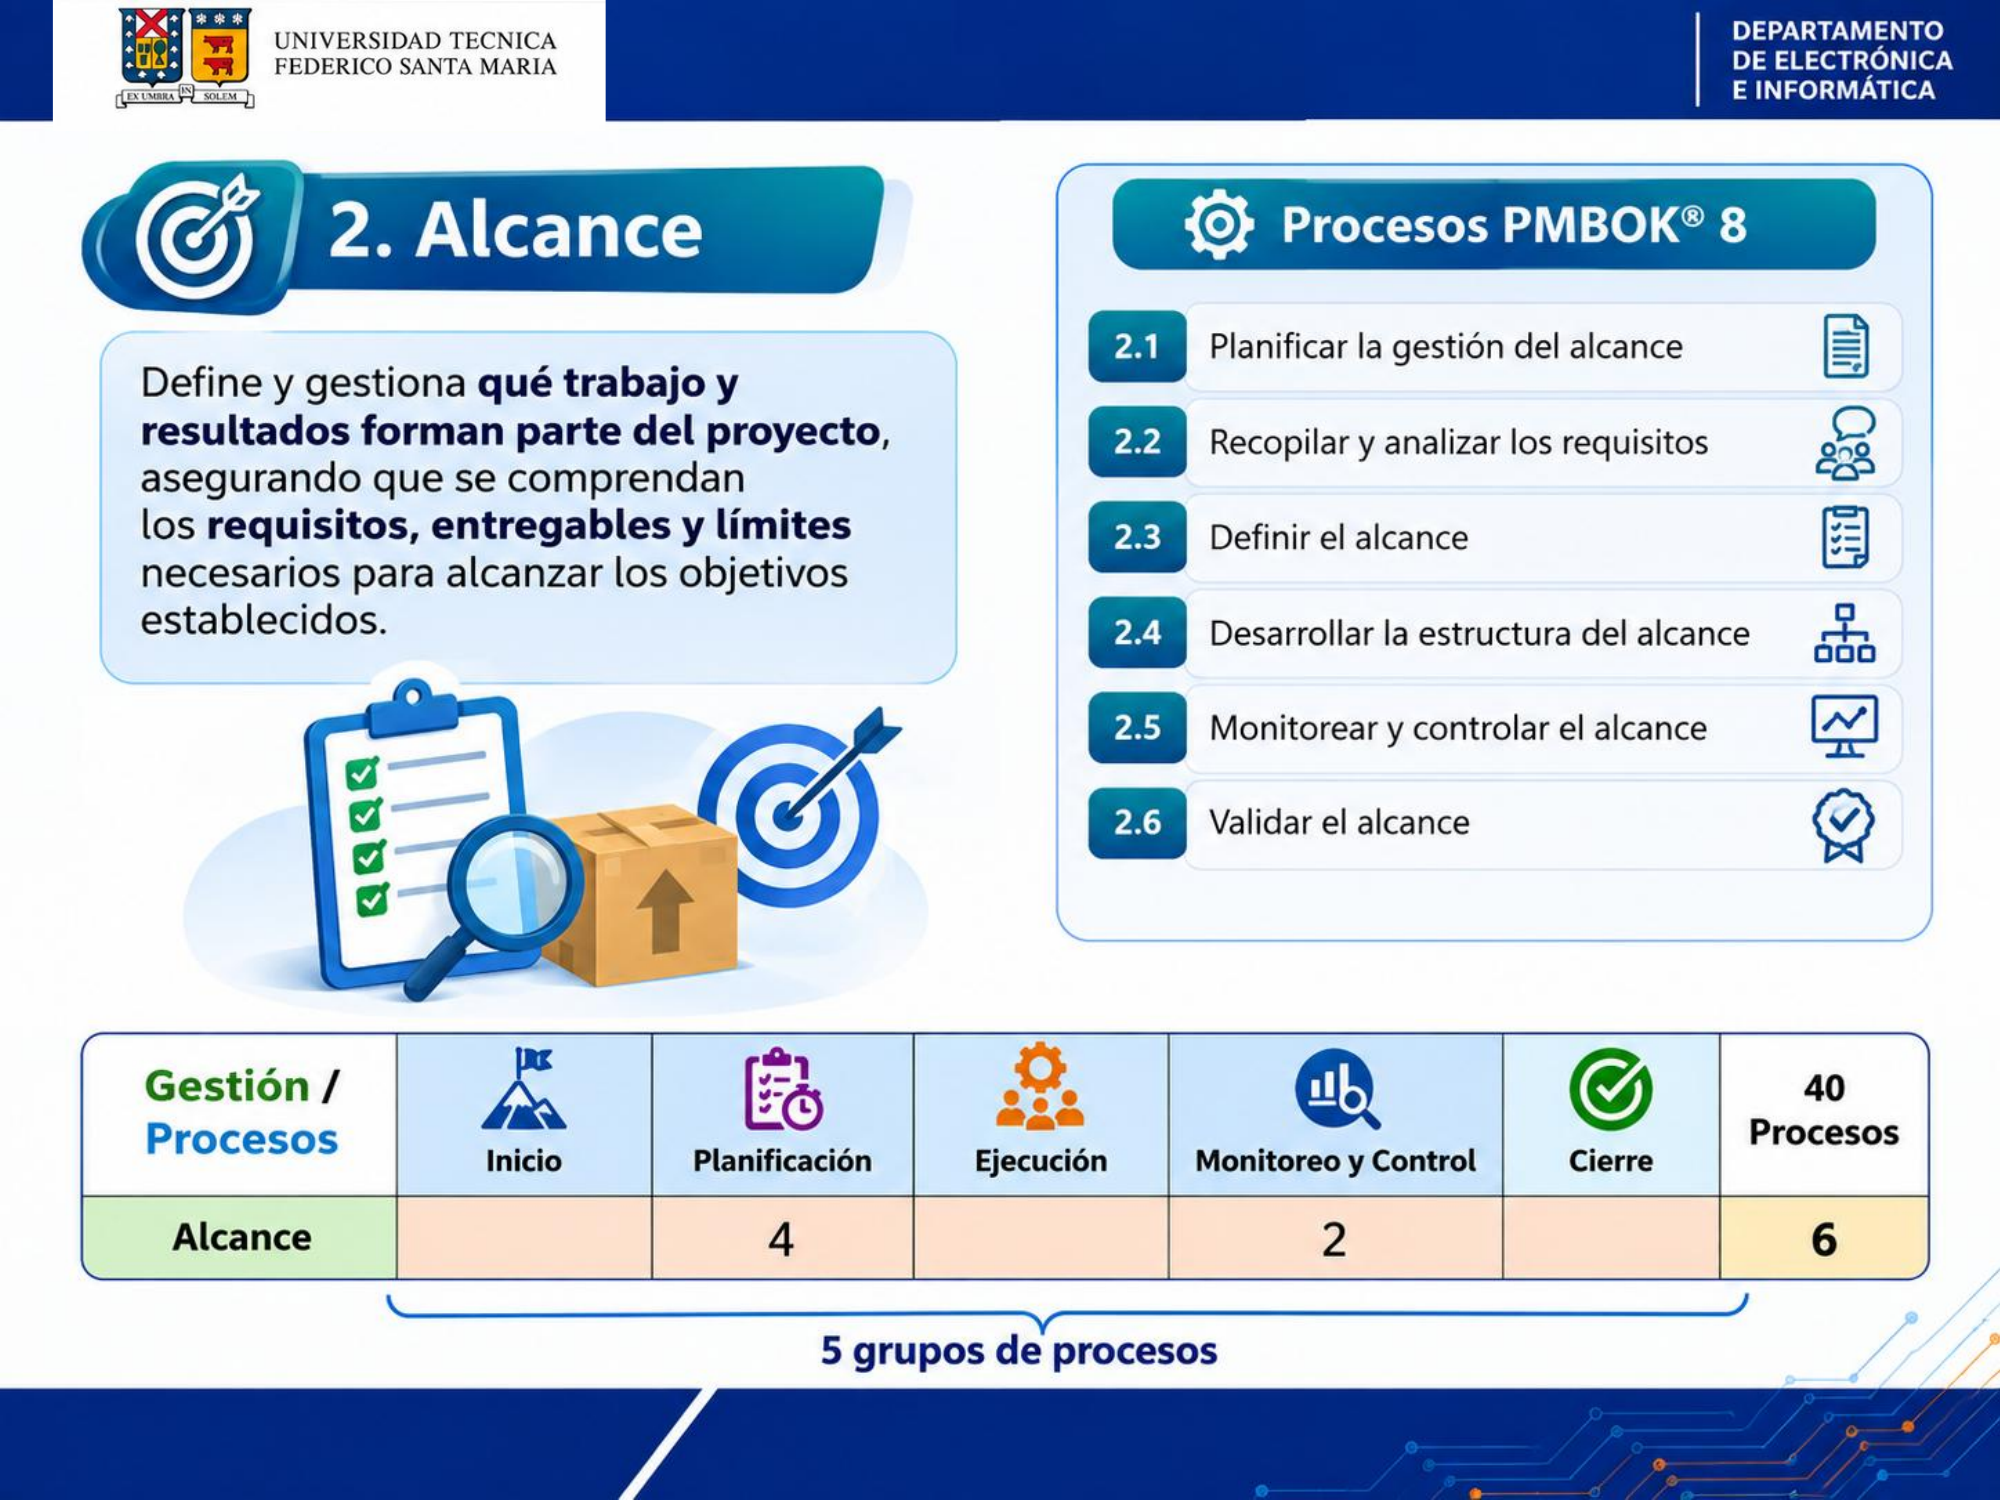 EX UMBRA IN SOLEM
UNIVERSIDAD TECNICA
FEDERICO SANTA MARIA
DEPARTAMENTO
DE ELECTRÓNICA
E INFORMÁTICA
2. Alcance
Define y gestiona qué trabajo y
resultados forman parte del proyecto,
asegurando que se comprendan
los requisitos, entregables y límites
necesarios para alcanzar los objetivos
establecidos.
Procesos PMBOK® 8
2.1 Planificar la gestión del alcance
2.2 Recopilar y analizar los requisitos
2.3 Definir el alcance
2.4 Desarrollar la estructura del alcance
2.5 Monitorear y controlar el alcance
2.6 Validar el alcance
Gestión /
Procesos
Inicio
Planificación
Ejecución
Monitoreo y Control
Cierre
40
Procesos
Alcance 4 2 6
5 grupos de procesos